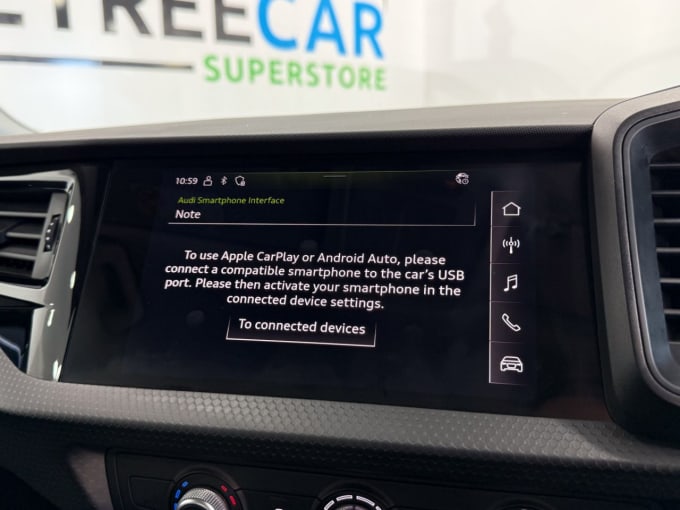 TREECAR
SUPERSTORE
10:59
Audi Smartphone Interface
Note
To use Apple CarPlay or Android Auto, please
connect a compatible smartphone to the car's USB
port. Please then activate your smartphone in the
connected device settings.
To connected devices